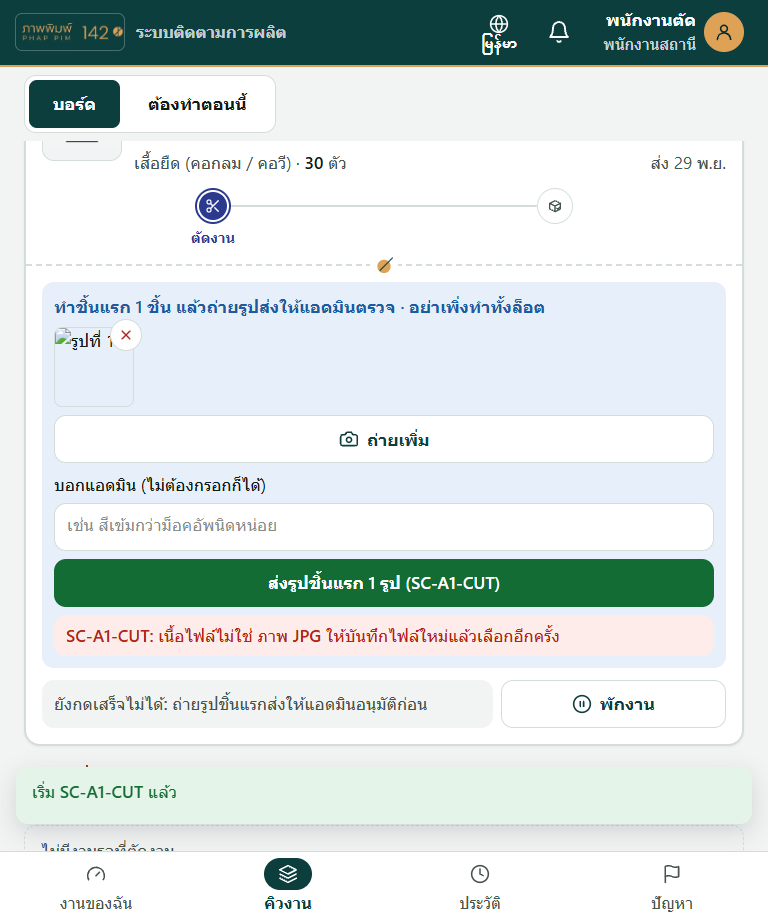 ภาพพิมพ์
PHAP PIM
142
ระบบติดตามการผลิต
မြန်မာ
พนักงานตัด
พนักงานสถานี
บอร์ด
ต้องทำตอนนี้
เสื้อยืด (คอกลม / คอวี) · 30 ตัว
ส่ง 29 พ.ย.
ตัดงาน
ทำชิ้นแรก 1 ชิ้น แล้วถ่ายรูปส่งให้แอดมินตรวจ · อย่าเพิ่งทำทั้งล็อต
รูปที่ 1
ถ่ายเพิ่ม
บอกแอดมิน (ไม่ต้องกรอกก็ได้)
เช่น สีเข้มกว่าม็อคอัพนิดหน่อย
ส่งรูปชิ้นแรก 1 รูป (SC-A1-CUT)
SC-A1-CUT: เนื้อไฟล์ไม่ใช่ ภาพ JPG ให้บันทึกไฟล์ใหม่แล้วเลือกอีกครั้ง
ยังกดเสร็จไม่ได้: ถ่ายรูปชิ้นแรกส่งให้แอดมินอนุมัติก่อน
พักงาน
เริ่ม SC-A1-CUT แล้ว
งานของฉัน
คิวงาน
ประวัติ
ปัญหา